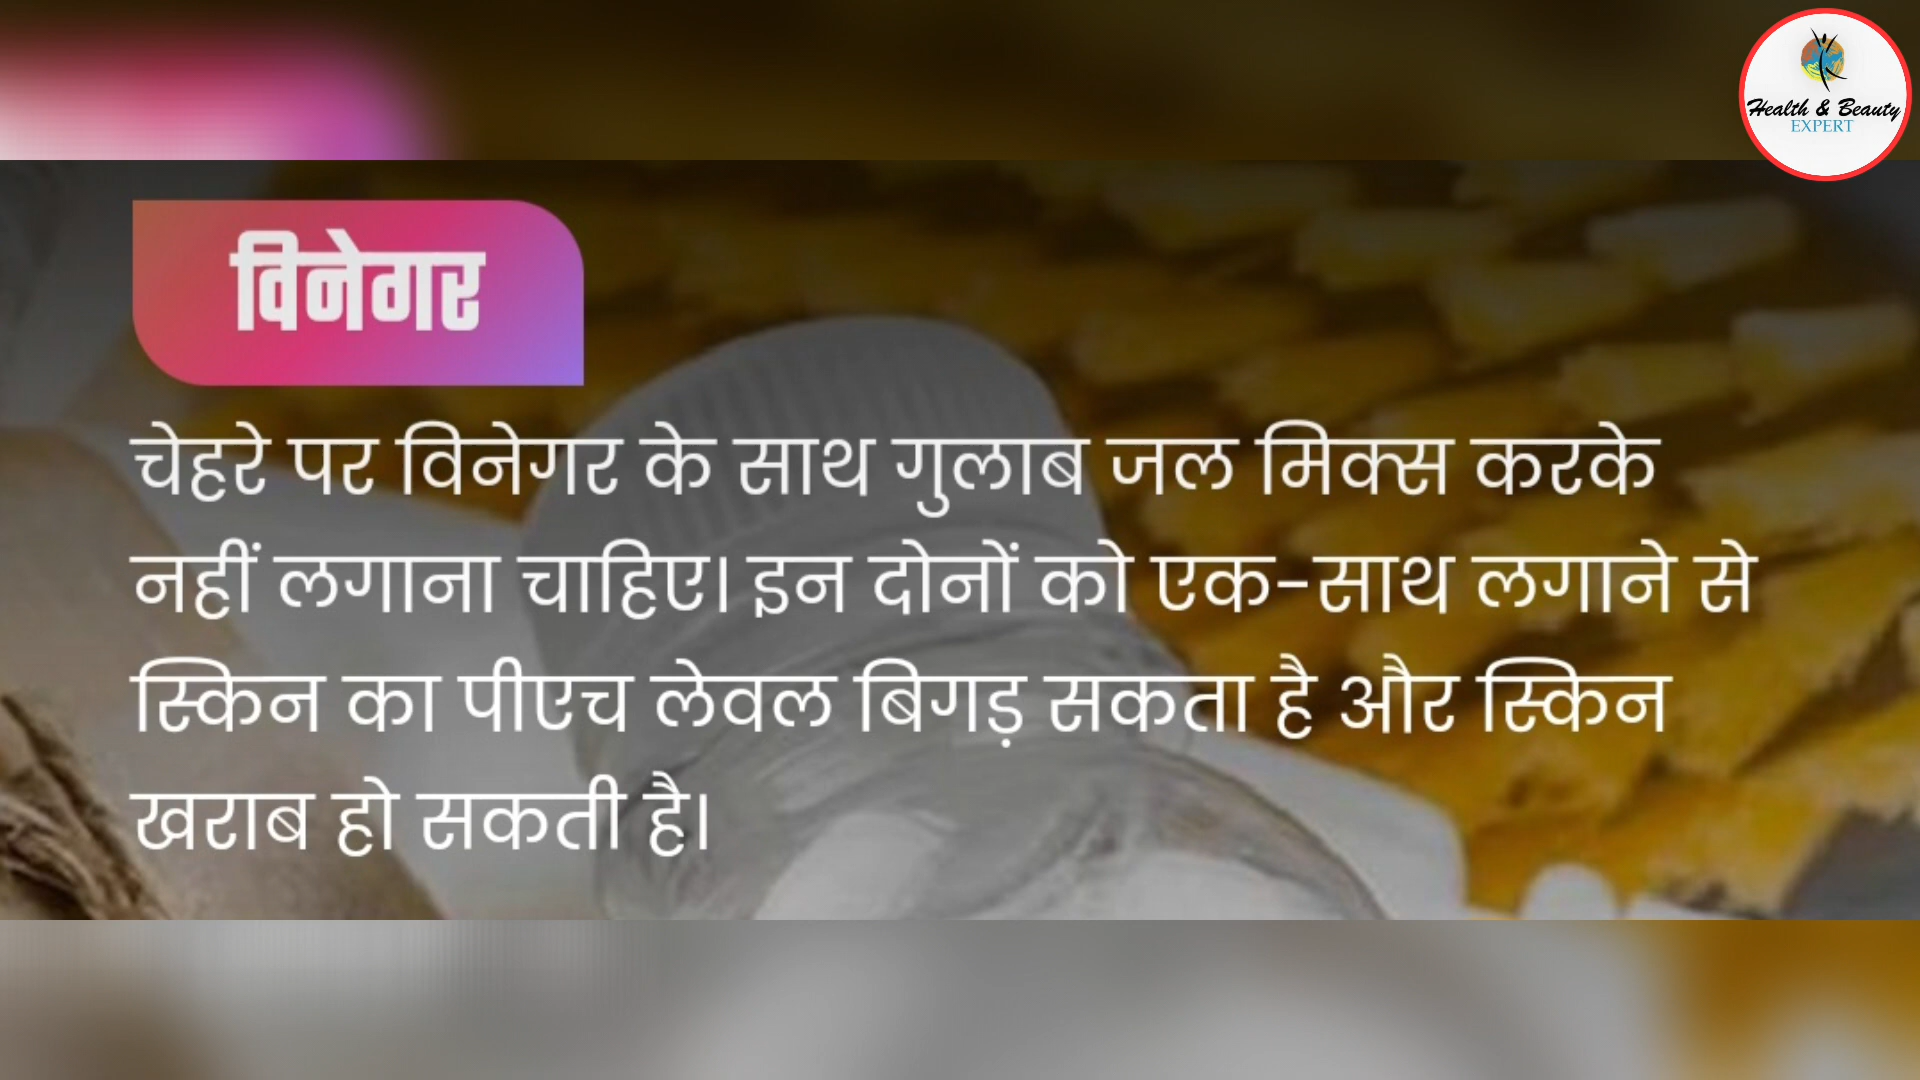 Health & Beauty
EXPERT
विनेगर
चेहरे पर विनेगर के साथ गुलाब जल मिक्स करके
नहीं लगाना चाहिए। इन दोनों को एक-साथ लगाने से
स्किन का पीएच लेवल बिगड़ सकता है और स्किन
खराब हो सकती है।